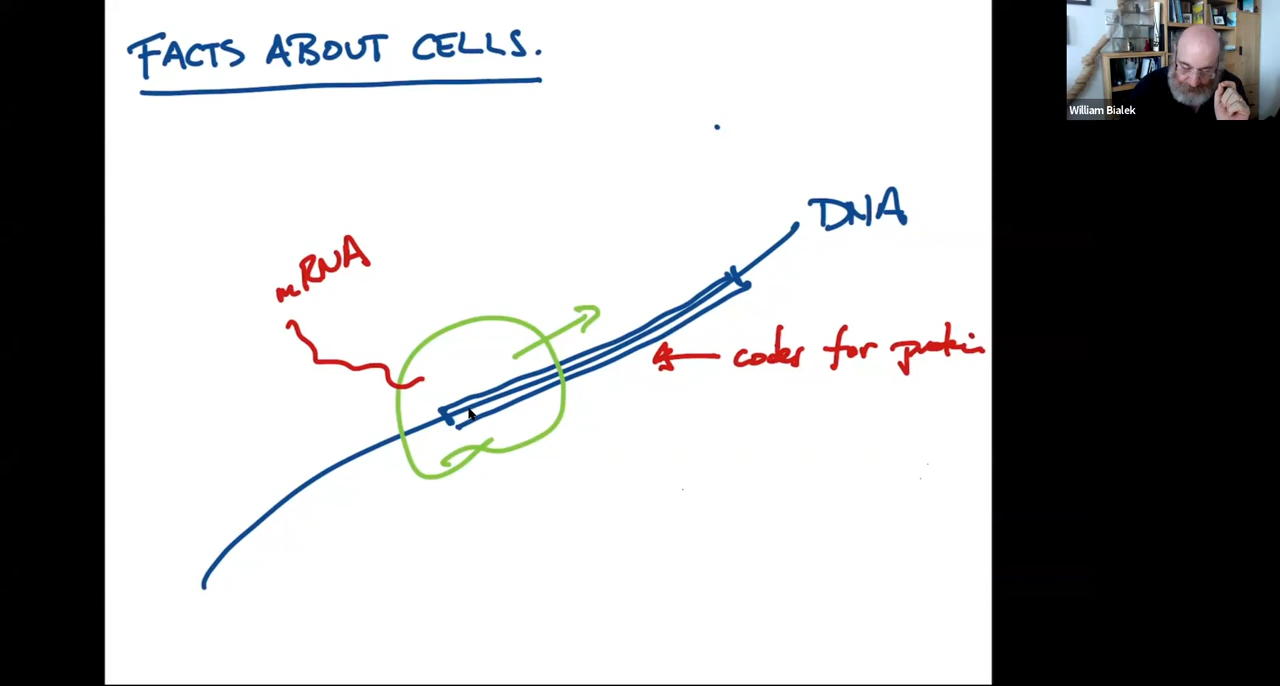 FACTS ABOUT CELLS.
William Bialek
DNA
mRNA
codes for protein